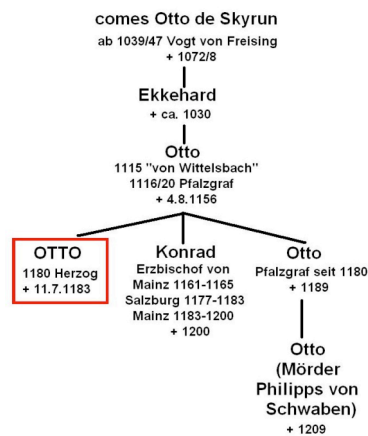 comes Otto de Skyrun
ab 1039/47 Vogt von Freising
+ 1072/8
Ekkehard
+ ca. 1030
Otto
1115 "von Wittelsbach"
1116/20 Pfalzgraf
+ 4.8.1156
OTTO
1180 Herzog
+ 11.7.1183
Konrad
Erzbischof von
Mainz 1161-1165
Salzburg 1177-1183
Mainz 1183-1200
+ 1200
Otto
Pfalzgraf seit 1180
+ 1189
Otto
(Mörder
Philipps von
Schwaben)
+ 1209